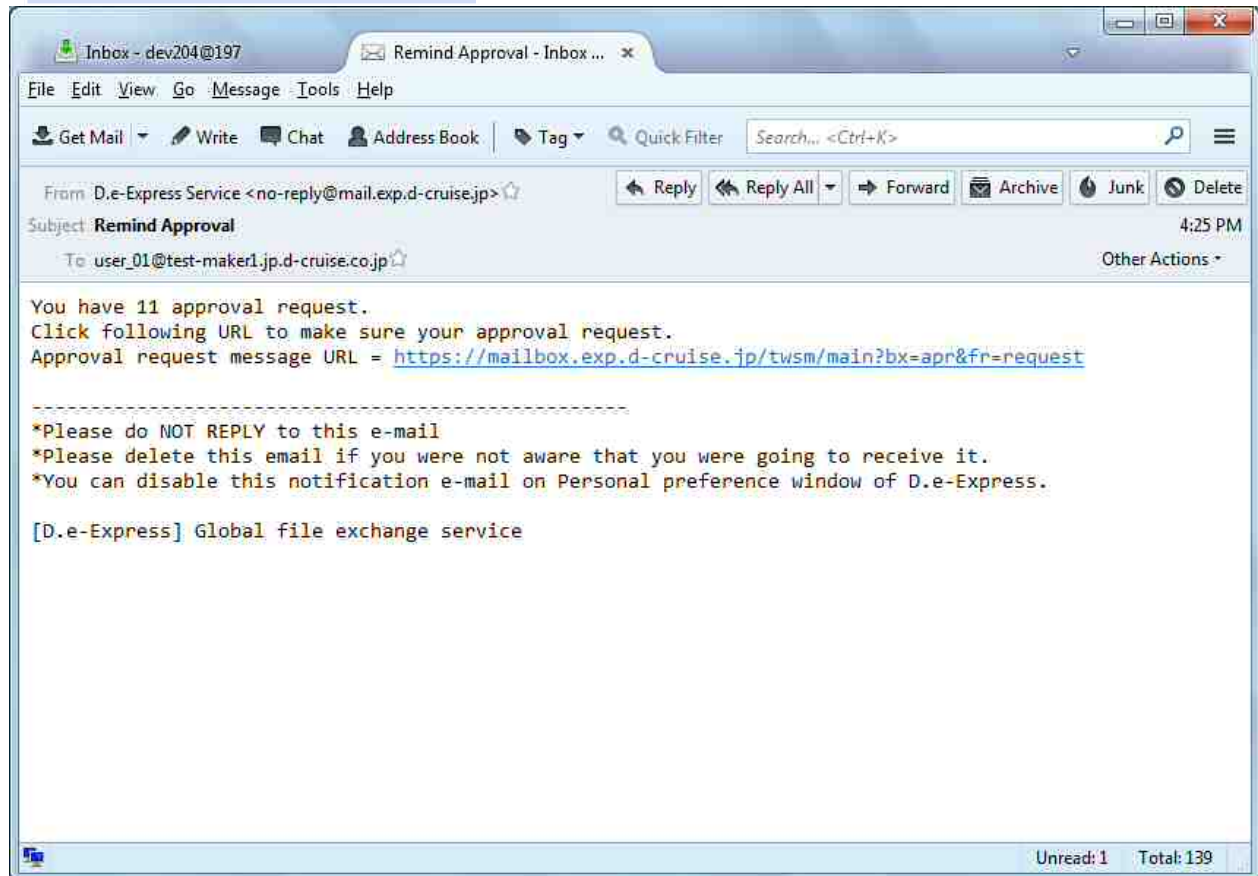 Inbox - dev204@197
Remind Approval - Inbox ...
File Edit View Go Message Tools Help
Get Mail Write Chat Address Book Tag Quick Filter Search... <Ctrl+K>
From D.e-Express Service <no-reply@mail.exp.d-cruise.jp> Reply Reply All Forward Archive Junk Delete
Subject Remind Approval 4:25 PM
To user_01@test-maker1.jp.d-cruise.co.jp Other Actions
You have 11 approval request.
Click following URL to make sure your approval request.
Approval request message URL = https://mailbox.exp.d-cruise.jp/twsm/main?bx=apr&fr=request
---------------------------------------------------
*Please do NOT REPLY to this e-mail
*Please delete this email if you were not aware that you were going to receive it.
*You can disable this notification e-mail on Personal preference window of D.e-Express.
[D.e-Express] Global file exchange service
Unread: 1 Total: 139